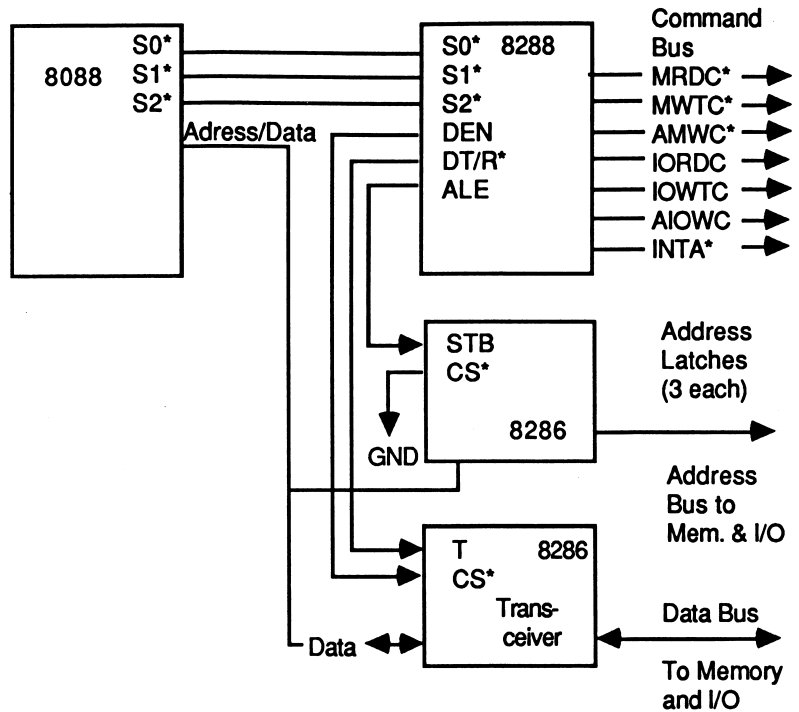 8088
S0*
S1*
S2*
Adress/Data
S0* 8288
S1*
S2*
DEN
DT/R*
ALE
Command
Bus
MRDC*
MWTC*
AMWC*
IORDC
IOWTC
AIOWC
INTA*
STB
CS*
8286
GND
Address
Latches
(3 each)
Address
Bus to
Mem. & I/O
T 8286
CS*
Trans-
ceiver
Data
Data Bus
To Memory
and I/O